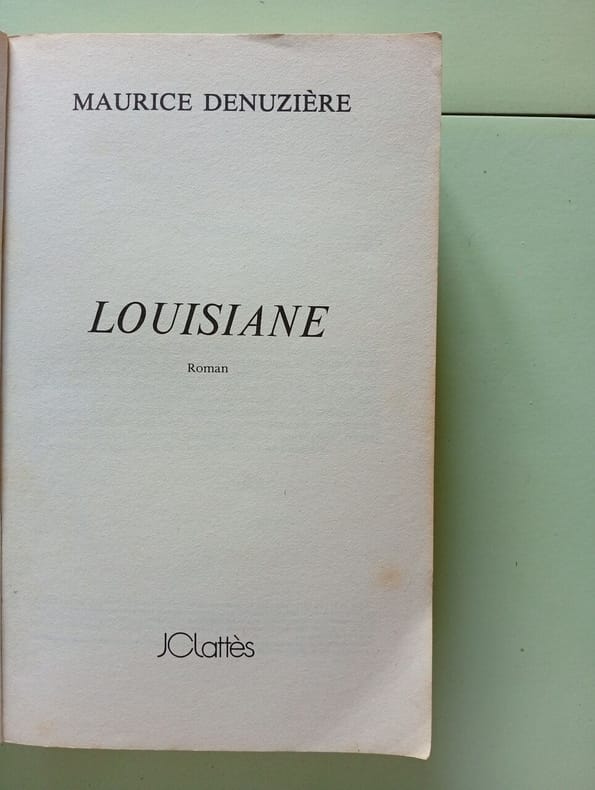 MAURICE DENUZIÈRE
LOUISIANE
Roman
JCLattès